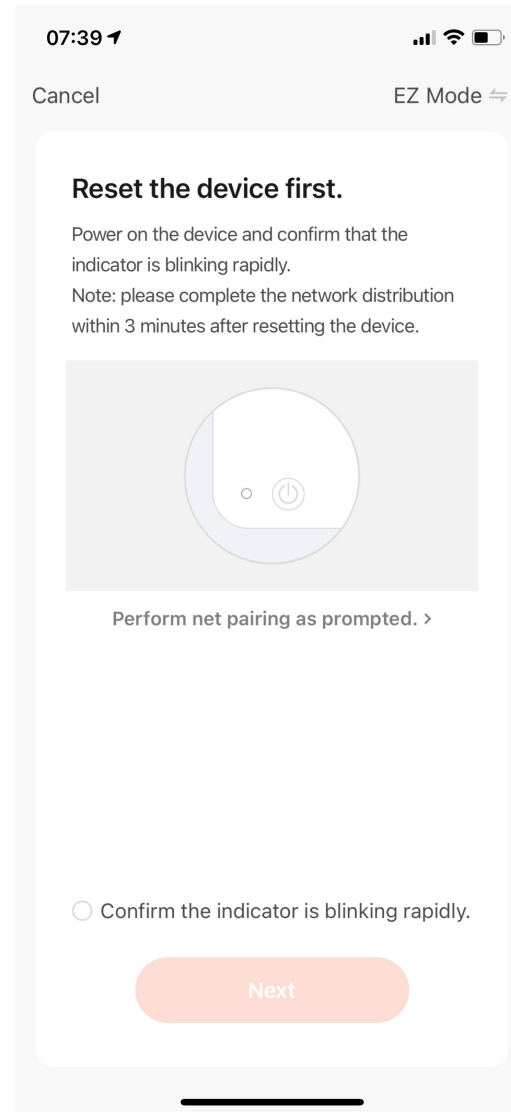 07:39
Cancel
EZ Mode
Reset the device first.
Power on the device and confirm that the
indicator is blinking rapidly.
Note: please complete the network distribution
within 3 minutes after resetting the device.
Perform net pairing as prompted. >
Confirm the indicator is blinking rapidly.
Next